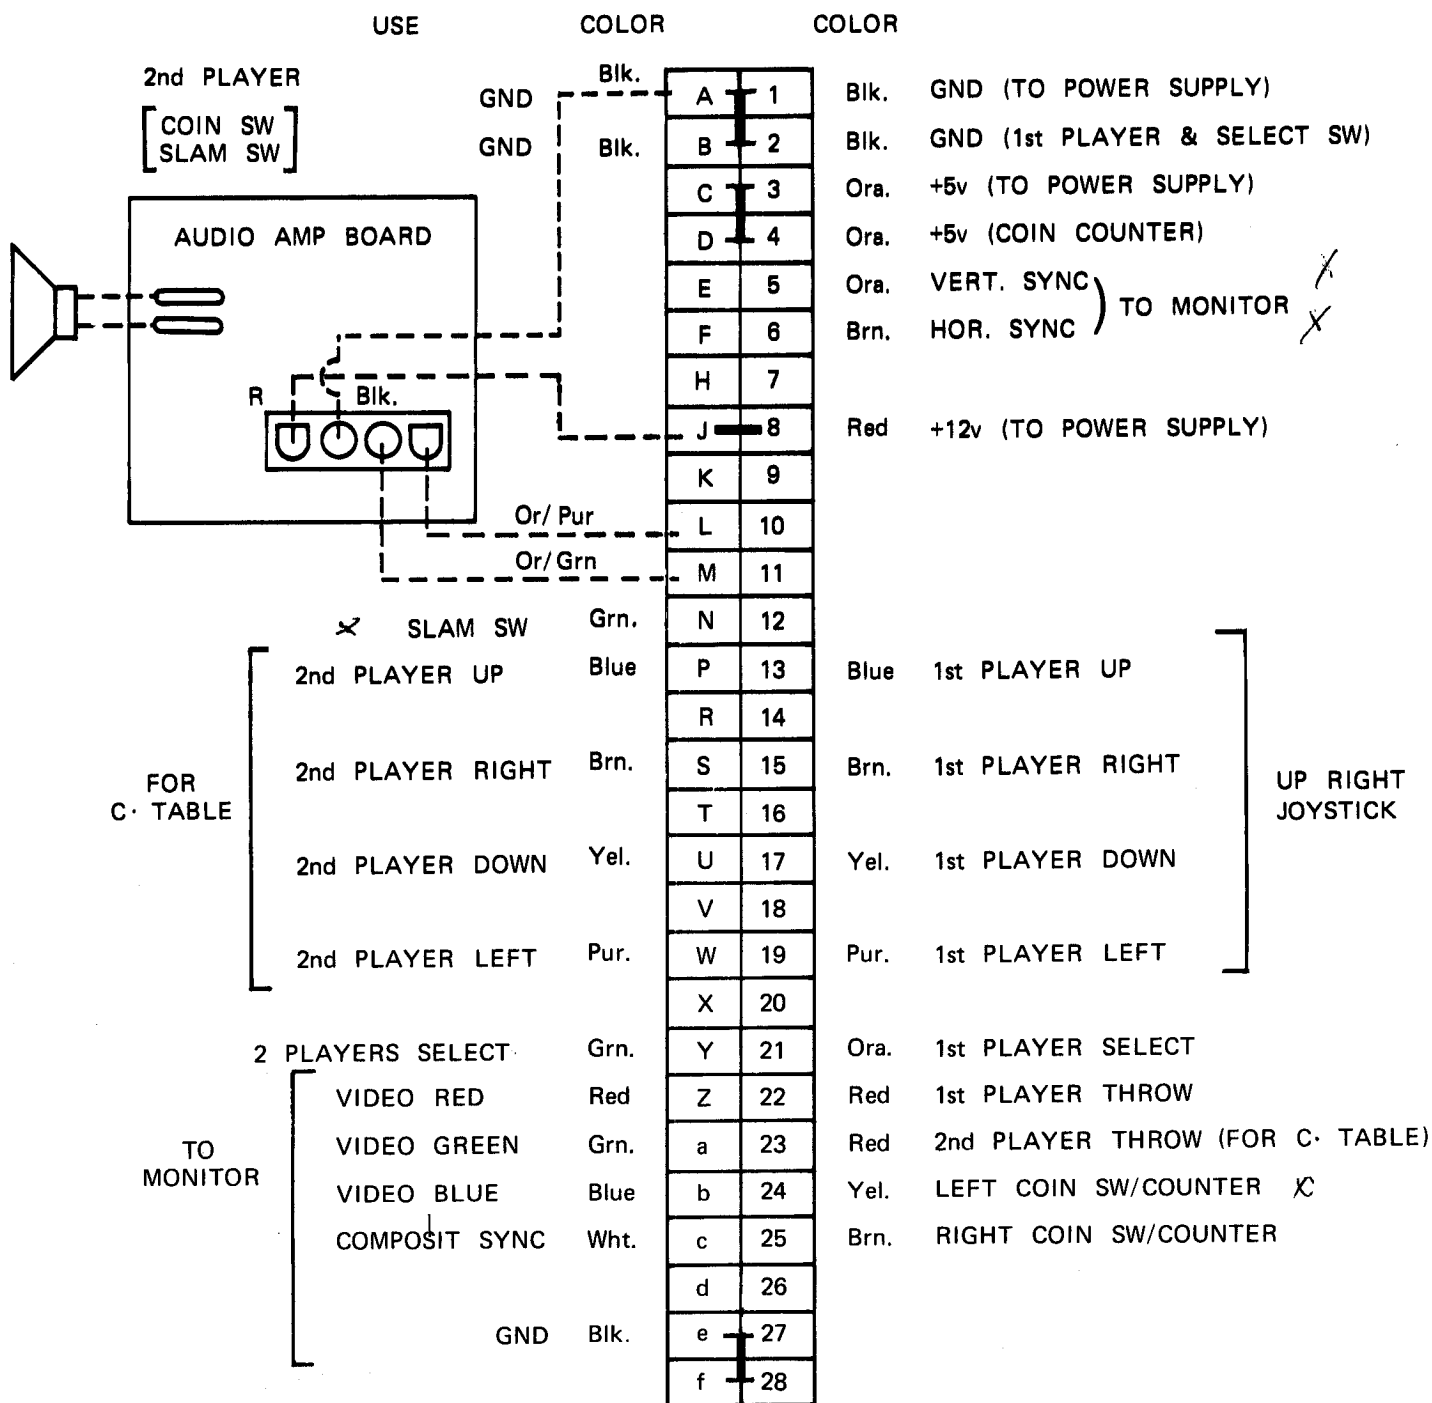 USE COLOR COLOR
2nd PLAYER
[COIN SW
SLAM SW]
GND Blk. A 1 Blk. GND (TO POWER SUPPLY)
GND Blk. B 2 Blk. GND (1st PLAYER & SELECT SW)
C 3 Ora. +5v (TO POWER SUPPLY)
AUDIO AMP BOARD
D 4 Ora. +5v (COIN COUNTER)
E 5 Ora. VERT. SYNC
TO MONITOR
F 6 Brn. HOR. SYNC
H 7
R Blk.
J 8 Red +12v (TO POWER SUPPLY)
K 9
Or/Pur L 10
Or/Grn M 11
SLAM SW Grn. N 12
2nd PLAYER UP Blue P 13 Blue 1st PLAYER UP
R 14
2nd PLAYER RIGHT Brn. S 15 Brn. 1st PLAYER RIGHT
FOR
C· TABLE
UP RIGHT
JOYSTICK
T 16
2nd PLAYER DOWN Yel. U 17 Yel. 1st PLAYER DOWN
V 18
2nd PLAYER LEFT Pur. W 19 Pur. 1st PLAYER LEFT
X 20
2 PLAYERS SELECT Grn. Y 21 Ora. 1st PLAYER SELECT
VIDEO RED Red Z 22 Red 1st PLAYER THROW
TO
MONITOR
VIDEO GREEN Grn. a 23 Red 2nd PLAYER THROW (FOR C· TABLE)
VIDEO BLUE Blue b 24 Yel. LEFT COIN SW/COUNTER
COMPOSIT SYNC Wht. c 25 Brn. RIGHT COIN SW/COUNTER
d 26
GND Blk. e 27
f 28